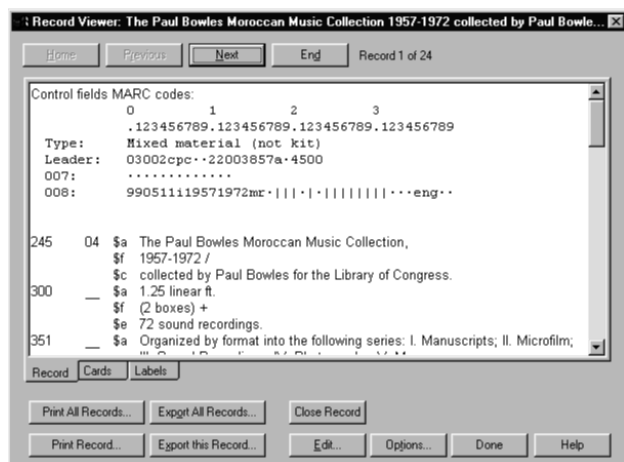 Record Viewer: The Paul Bowles Moroccan Music Collection 1957-1972 collected by Paul Bowle...
Home Previous Next End Record 1 of 24
Control fields MARC codes:
0 1 2 3
.123456789.123456789.123456789.123456789
Type: Mixed material (not kit)
Leader: 03002cpc··22003857a·4500
007: ·············
008: 990511i19571972mr·|||·|·||||||||···eng··
245 04 $a The Paul Bowles Moroccan Music Collection,
$f 1957-1972 /
$c collected by Paul Bowles for the Library of Congress.
300 __ $a 1.25 linear ft.
$f (2 boxes) +
$e 72 sound recordings.
351 __ $a Organized by format into the following series: I. Manuscripts; II. Microfilm;
Record Cards Labels
Print All Records... Export All Records... Close Record
Print Record... Export this Record... Edit... Options... Done Help